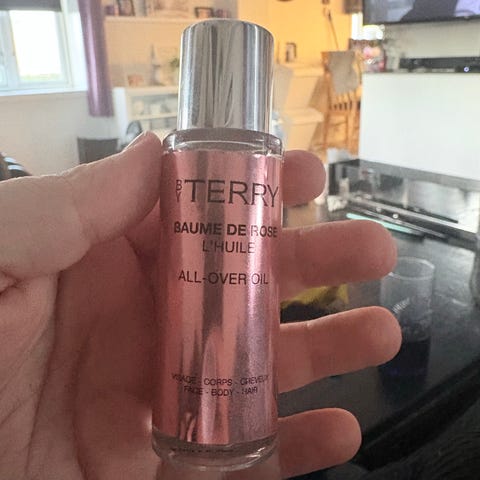 BY TERRY
BAUME DE ROSE
L'HUILE
ALL-OVER OIL
VISAGE - CORPS - CHEVEUX
FACE - BODY - HAIR